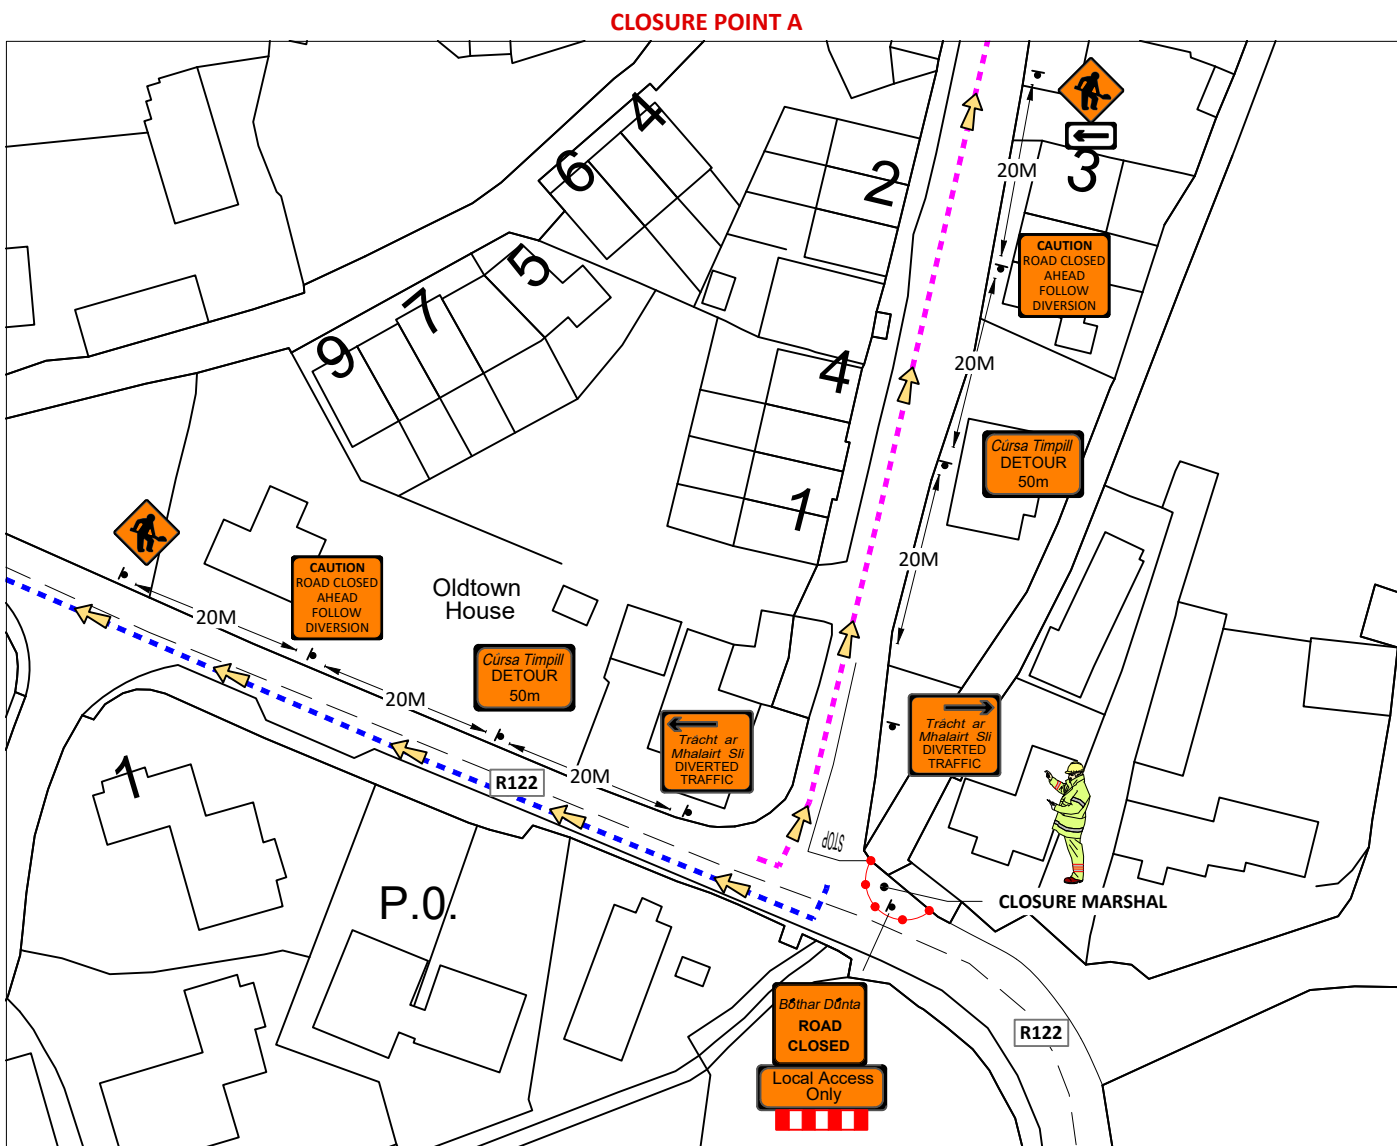 CLOSURE POINT A
4
6
2
3
20M
5
CAUTION
ROAD CLOSED
AHEAD
FOLLOW
DIVERSION
7
9
4
20M
Cúrsa Timpill
DETOUR
50m
1
20M
CAUTION
ROAD CLOSED
AHEAD
FOLLOW
DIVERSION
Oldtown
House
20M
Cúrsa Timpill
DETOUR
50m
20M
Tràcht ar
Mhalairt Slí
DIVERTED
TRAFFIC
Tràcht ar
Mhalairt Slí
DIVERTED
TRAFFIC
1
R122
20M
STOP
P.O.
CLOSURE MARSHAL
Bóthar Dúnta
ROAD
CLOSED
R122
Local Access
Only